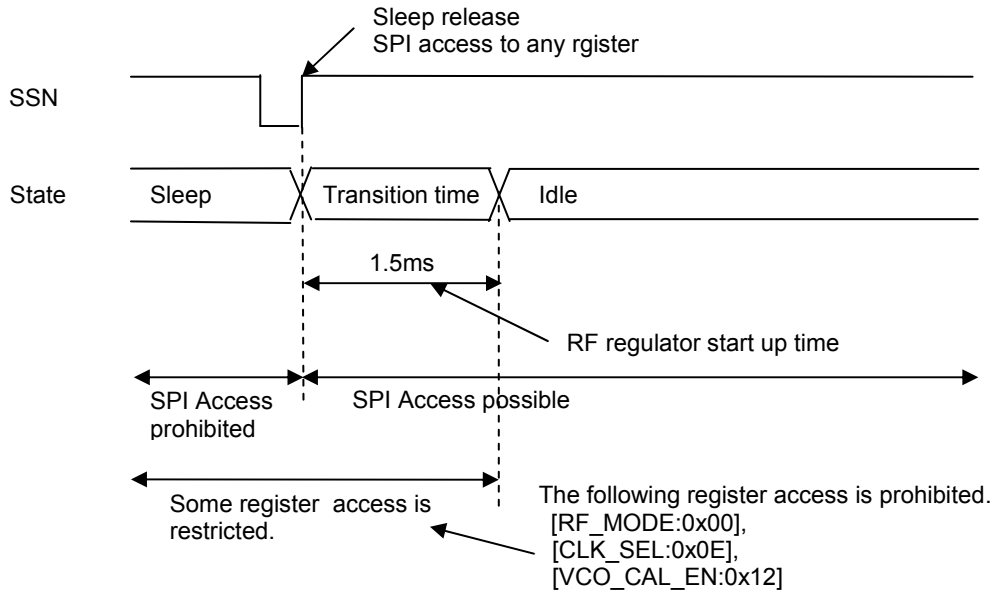 Sleep release
SPI access to any rgister
SSN
State
Sleep
Transition time
Idle
1.5ms
RF regulator start up time
SPI Access
prohibited
SPI Access possible
Some register access is
restricted.
The following register access is prohibited.
[RF_MODE:0x00],
[CLK_SEL:0x0E],
[VCO_CAL_EN:0x12]